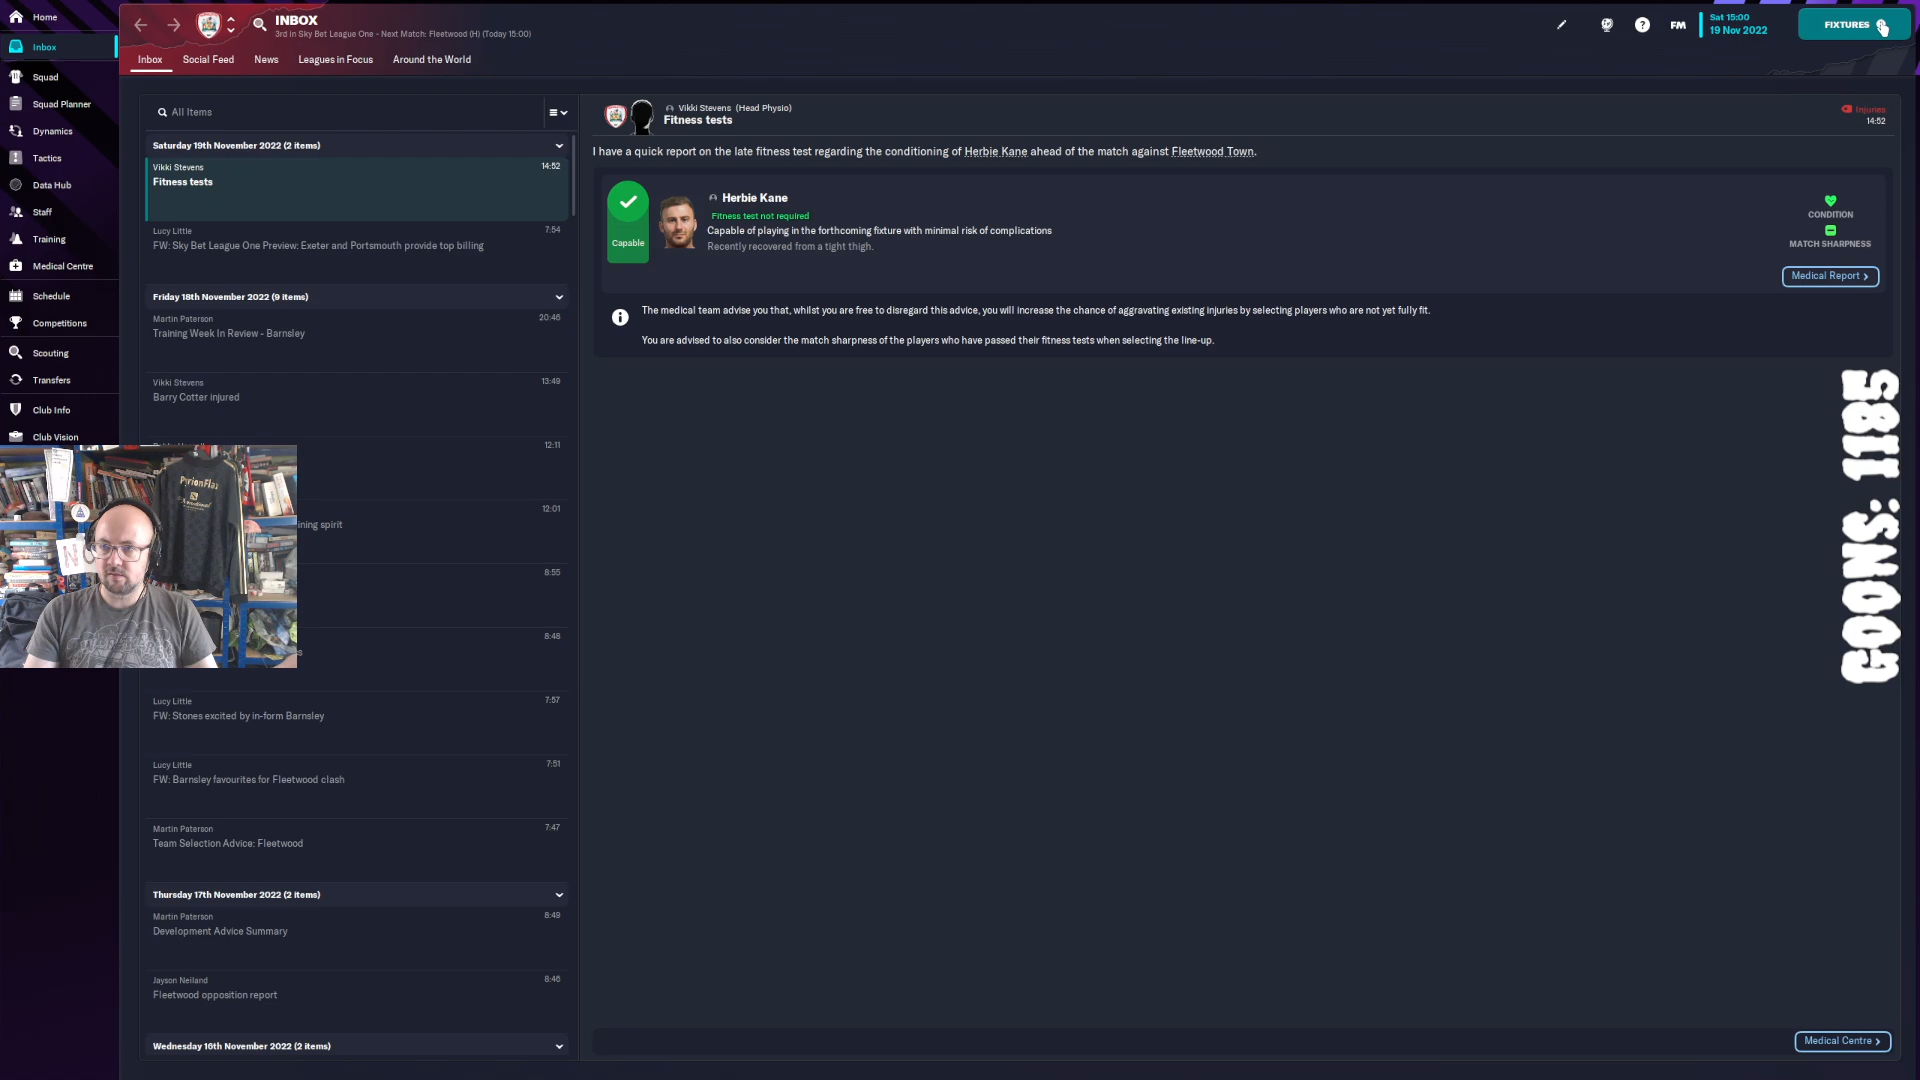 Home
Inbox
Squad
Squad Planner
Dynamics
Tactics
Data Hub
Staff
Training
Medical Centre
Schedule
Competitions
Scouting
Transfers
Club Info
Club Vision
INBOX
3rd in Sky Bet League One - Next Match: Fleetwood (H) (Today 15:00)
Inbox
Social Feed
News
Leagues in Focus
Around the World
FM
Sat 15:00
19 Nov 2022
FIXTURES
All Items
Saturday 19th November 2022 (2 items)
Vikki Stevens 14:52
Fitness tests
Lucy Little 7:54
FW: Sky Bet League One Preview: Exeter and Portsmouth provide top billing
Friday 18th November 2022 (9 items)
Martin Paterson 20:46
Training Week In Review - Barnsley
Vikki Stevens 13:49
Barry Cotter injured
12:11
12:01
ining spirit
8:55
8:48
s
Lucy Little 7:57
FW: Stones excited by in-form Barnsley
Lucy Little 7:51
FW: Barnsley favourites for Fleetwood clash
Martin Paterson 7:47
Team Selection Advice: Fleetwood
Thursday 17th November 2022 (2 items)
Martin Paterson 8:49
Development Advice Summary
Jayson Neiland 8:46
Fleetwood opposition report
Wednesday 16th November 2022 (2 items)
Vikki Stevens (Head Physio)
Fitness tests
Injuries
14:52
I have a quick report on the late fitness test regarding the conditioning of Herbie Kane ahead of the match against Fleetwood Town.
Capable
Herbie Kane
Fitness test not required
Capable of playing in the forthcoming fixture with minimal risk of complications
Recently recovered from a tight thigh.
CONDITION
MATCH SHARPNESS
Medical Report
The medical team advise you that, whilst you are free to disregard this advice, you will increase the chance of aggravating existing injuries by selecting players who are not yet fully fit.
You are advised to also consider the match sharpness of the players who have passed their fitness tests when selecting the line-up.
GOONS: 1185
PyrionFlax
Medical Centre